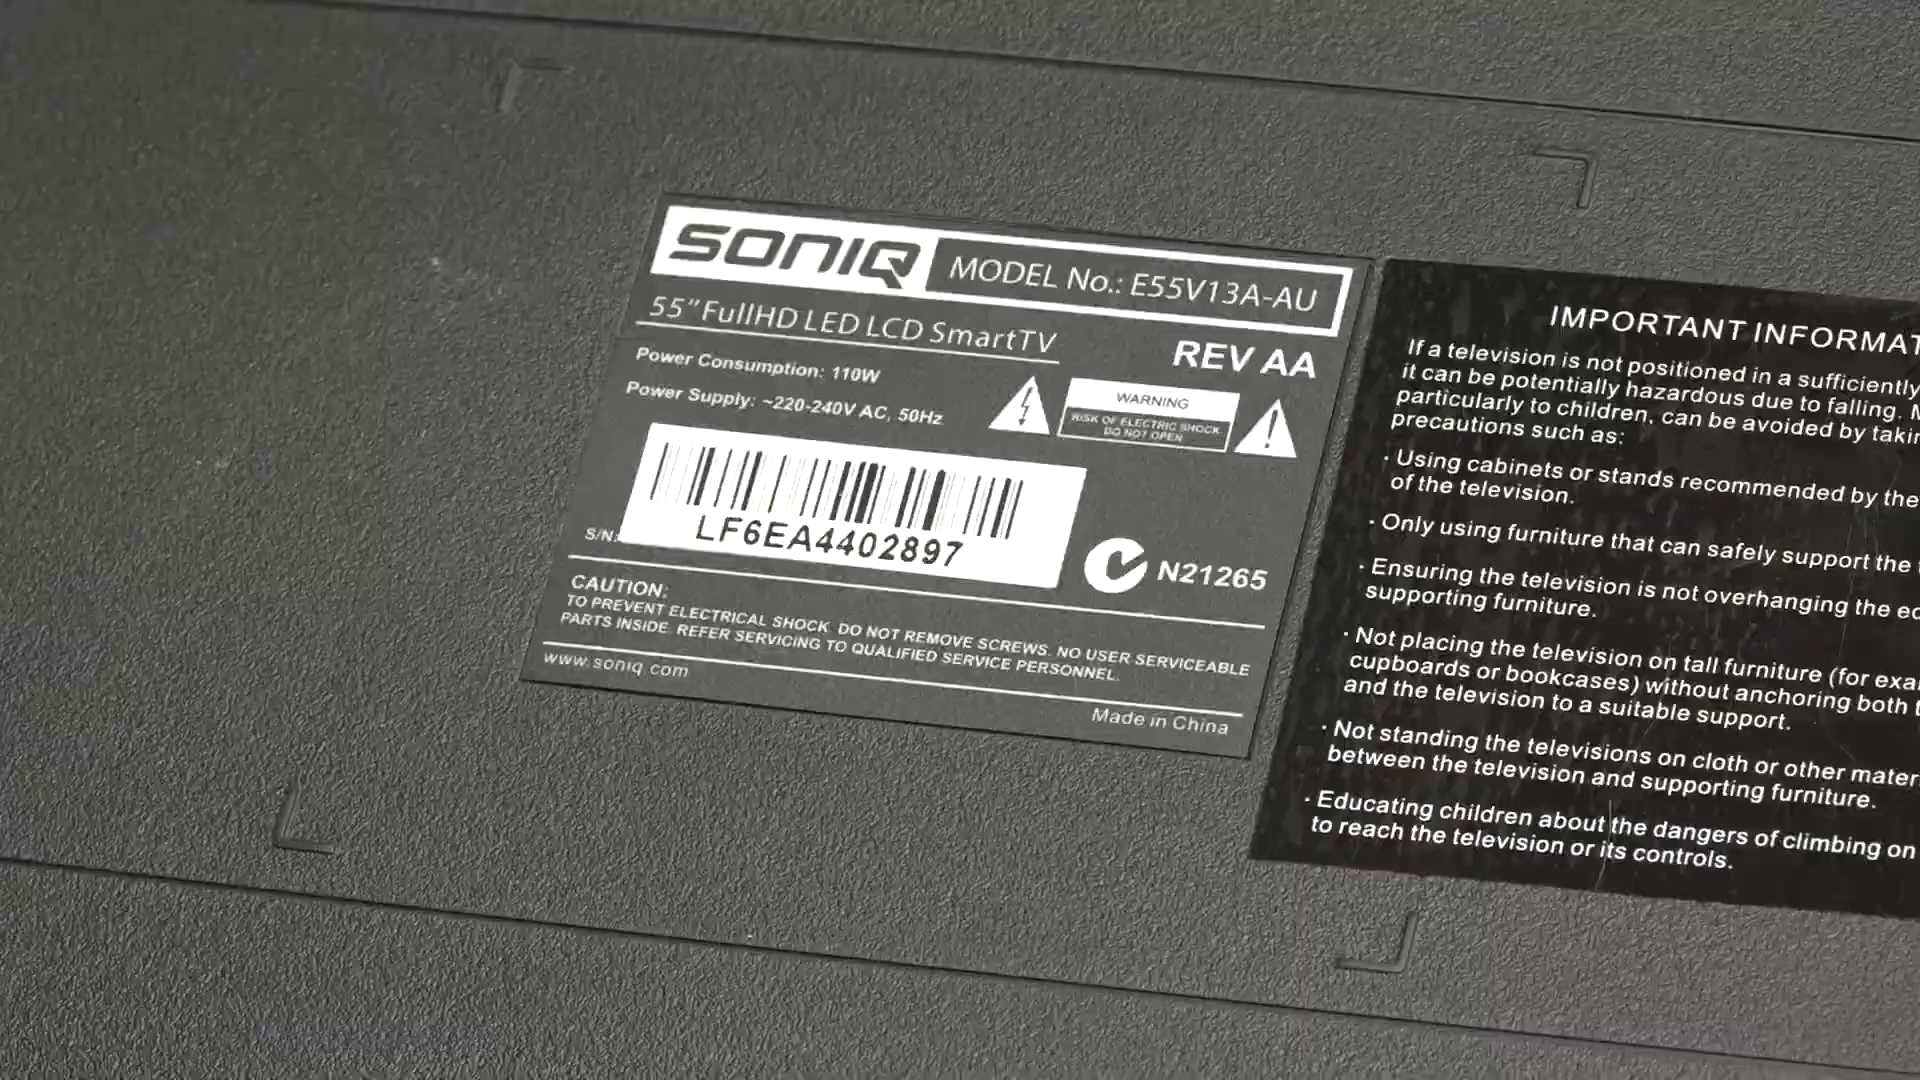 SONIQ
MODEL No.: E55V13A-AU
55" FullHD LED LCD SmartTV
REV AA
Power Consumption: 110W
Power Supply: ~220-240V AC, 50Hz
WARNING
RISK OF ELECTRIC SHOCK
DO NOT OPEN
S/N:
LF6EA4402897
N21265
CAUTION:
TO PREVENT ELECTRICAL SHOCK. DO NOT REMOVE SCREWS. NO USER SERVICEABLE
PARTS INSIDE. REFER SERVICING TO QUALIFIED SERVICE PERSONNEL.
www.soniq.com
Made in China
IMPORTANT
If a television is not positioned in a sufficiently
it can be potentially hazardous due to falling.
particularly to children, can be avoided by
precautions such as:
· Using cabinets or stands recommended by the
of the television.
· Only using furniture that can safely support the
· Ensuring the television is not overhanging the
supporting furniture.
· Not placing the television on tall furniture (for
cupboards or bookcases) without anchoring both
and the television to a suitable support.
· Not standing the televisions on cloth or other
between the television and supporting furniture.
· Educating children about the dangers of climbing on
to reach the television or its controls.